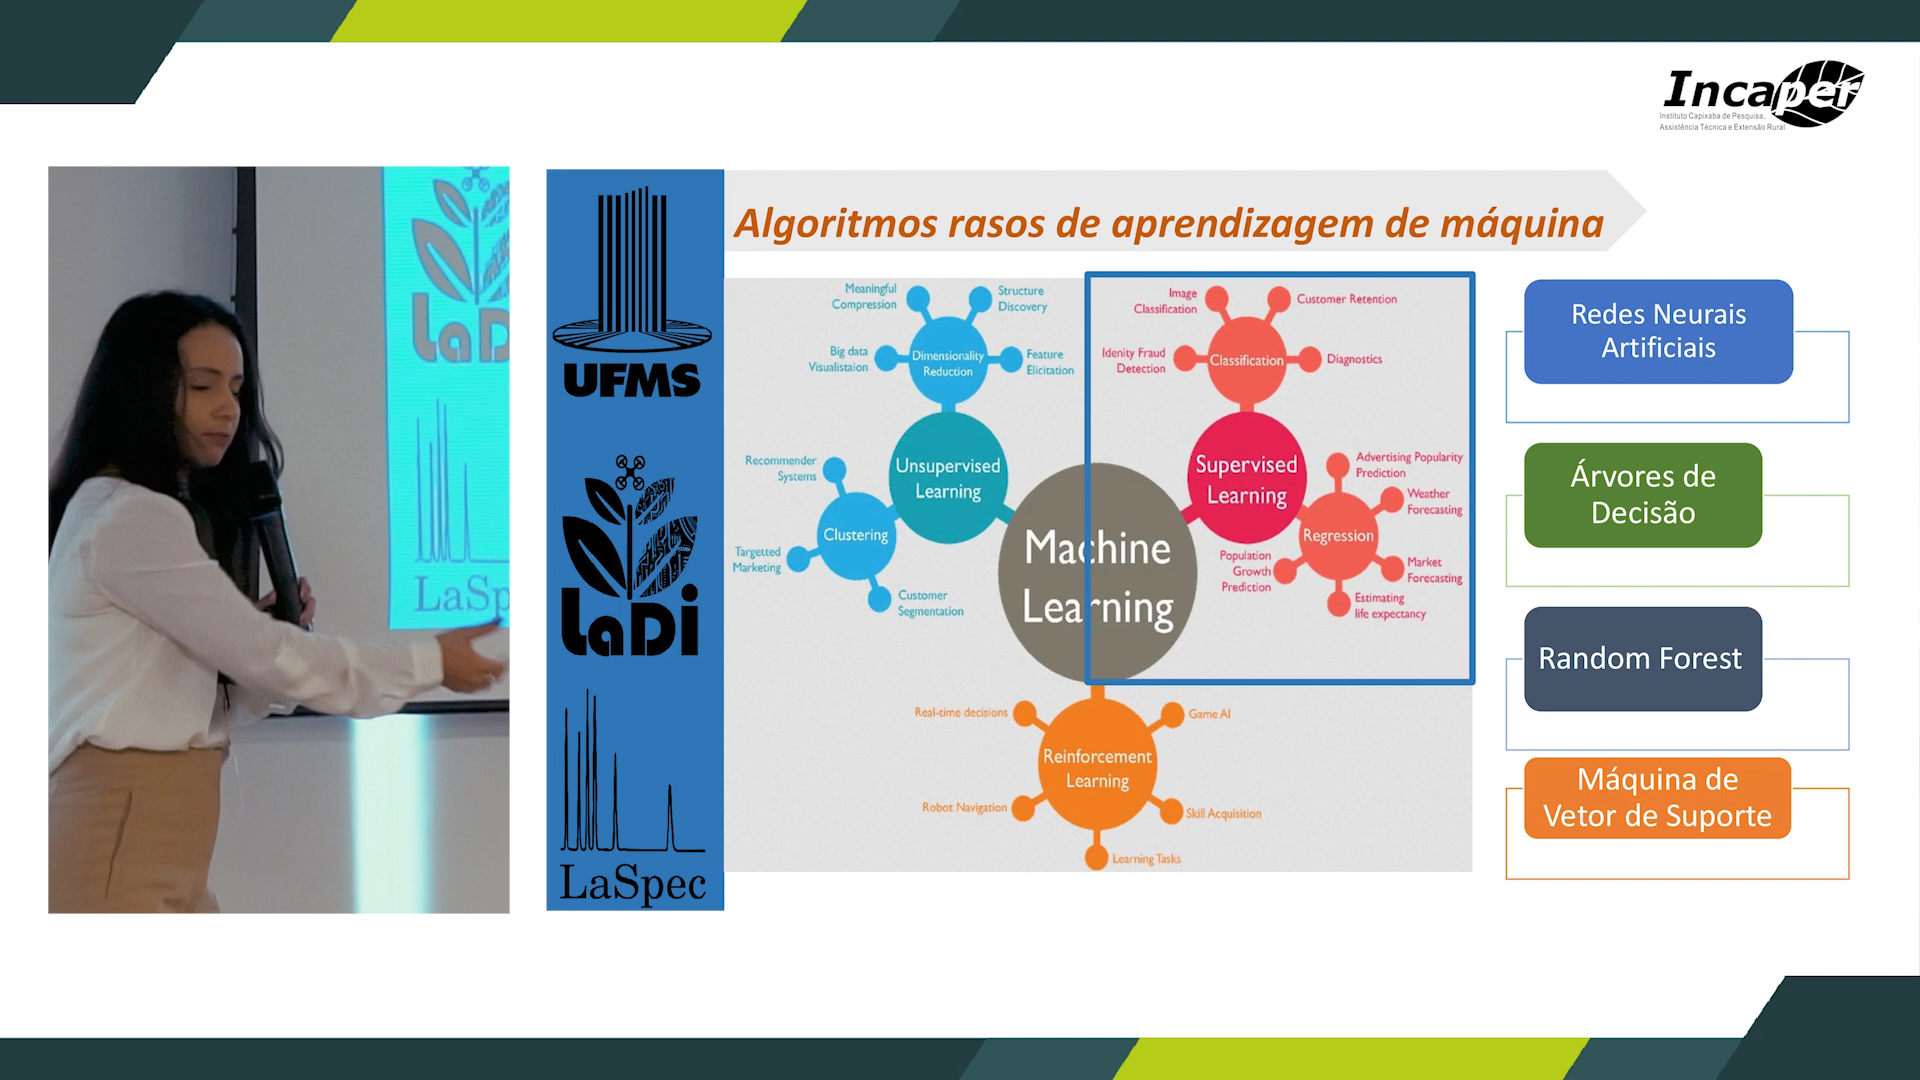 Incaper
Instituto Capixaba de Pesquisa,
Assistência Técnica e Extensão Rural
LaD
LaSp
UFMS
LaDi
LaSpec
Algoritmos rasos de aprendizagem de máquina
Meaningful
Compression
Structure
Discovery
Big data
Visualistaion
Dimensionality
Reduction
Feature
Elicitation
Unsupervised
Learning
Recommender
Systems
Clustering
Targetted
Marketing
Customer
Segmentation
Machine
Learning
Image
Classification
Customer Retention
Idenity Fraud
Detection
Classification
Diagnostics
Supervised
Learning
Advertising Popularity
Prediction
Weather
Forecasting
Regression
Population
Growth
Prediction
Market
Forecasting
Estimating
life expectancy
Real-time decisions
Game AI
Reinforcement
Learning
Robot Navigation
Skill Acquisition
Learning Tasks
Redes Neurais
Artificiais
Árvores de
Decisão
Random Forest
Máquina de
Vetor de Suporte